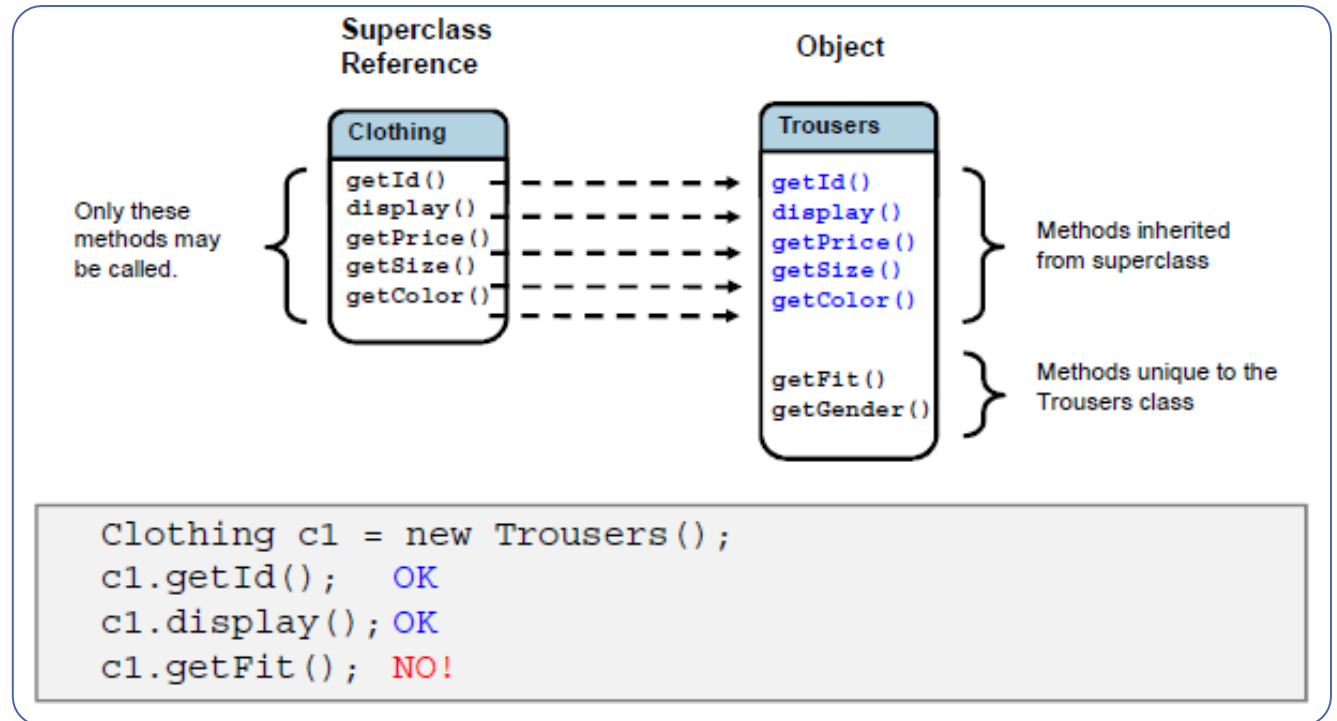 Superclass
Reference
Object
Clothing
getId()
display()
getPrice()
getSize()
getColor()
Only these
methods may
be called.
Trousers
getId()
display()
getPrice()
getSize()
getColor()
getFit()
getGender()
Methods inherited
from superclass
Methods unique to the
Trousers class
Clothing c1 = new Trousers();
c1.getId(); OK
c1.display(); OK
c1.getFit(); NO!